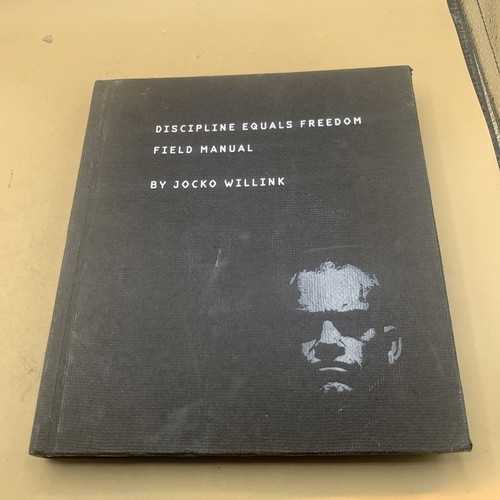 DISCIPLINE EQUALS FREEDOM
FIELD MANUAL
BY JOCKO WILLINK